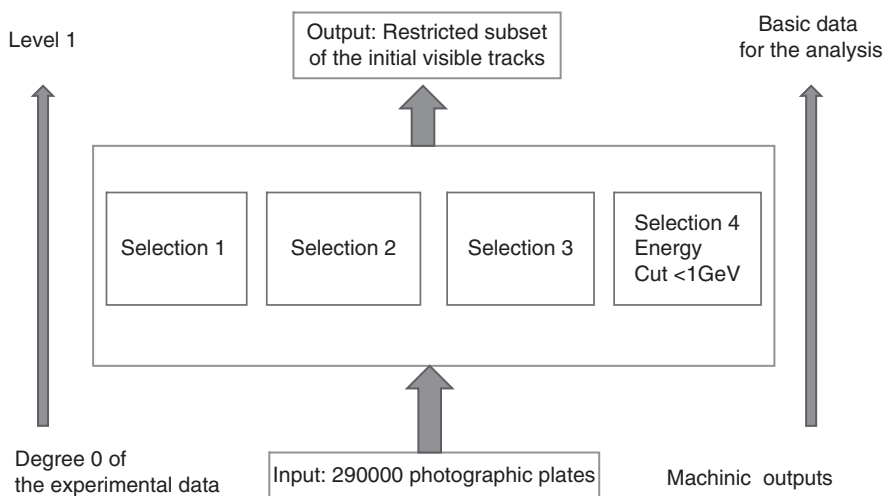 Level 1
Output: Restricted subset
of the initial visible tracks
Basic data
for the analysis
Selection 1
Selection 2
Selection 3
Selection 4
Energy
Cut <1GeV
Degree 0 of
the experimental data
Input: 290000 photographic plates
Machinic outputs